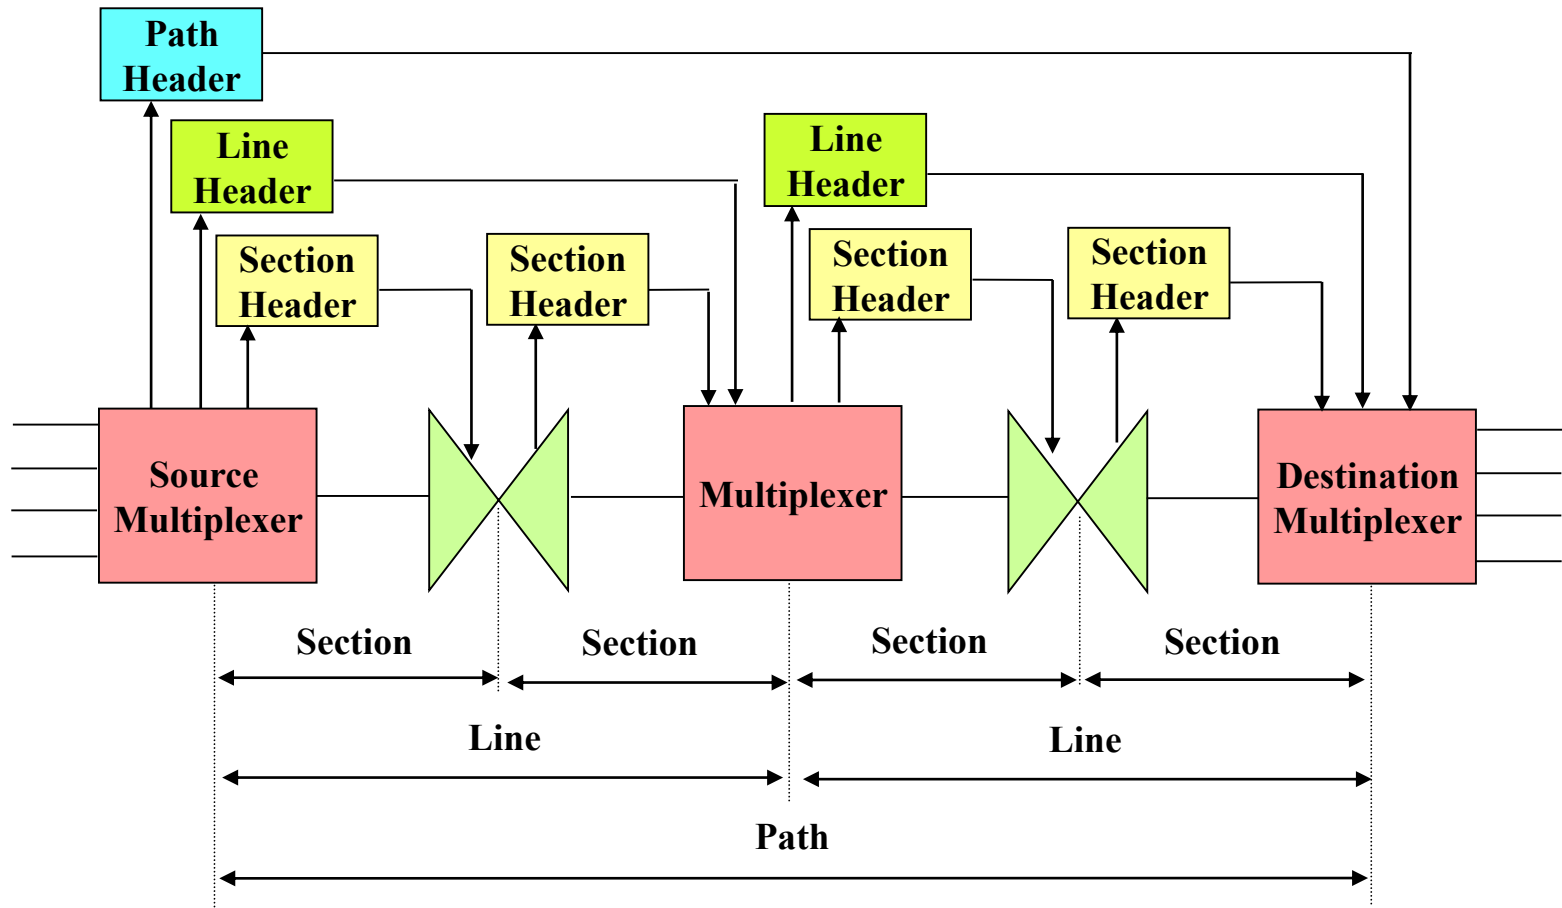 Path
Header
Line
Header
Line
Header
Section
Header
Section
Header
Section
Header
Section
Header
Source
Multiplexer
Multiplexer
Destination
Multiplexer
Section
Section
Section
Section
Line
Line
Path